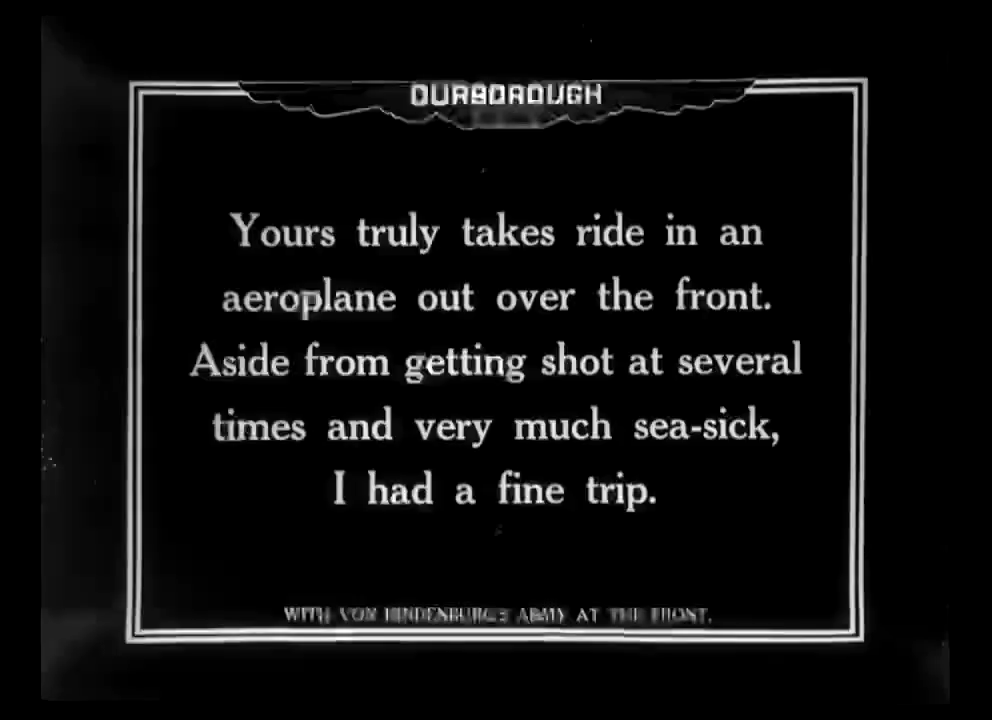 OURBOROUGH
Yours truly takes ride in an
aeroplane out over the front.
Aside from getting shot at several
times and very much sea-sick,
I had a fine trip.
WITH VON HINDENBURG'S ARMY AT THE FRONT.